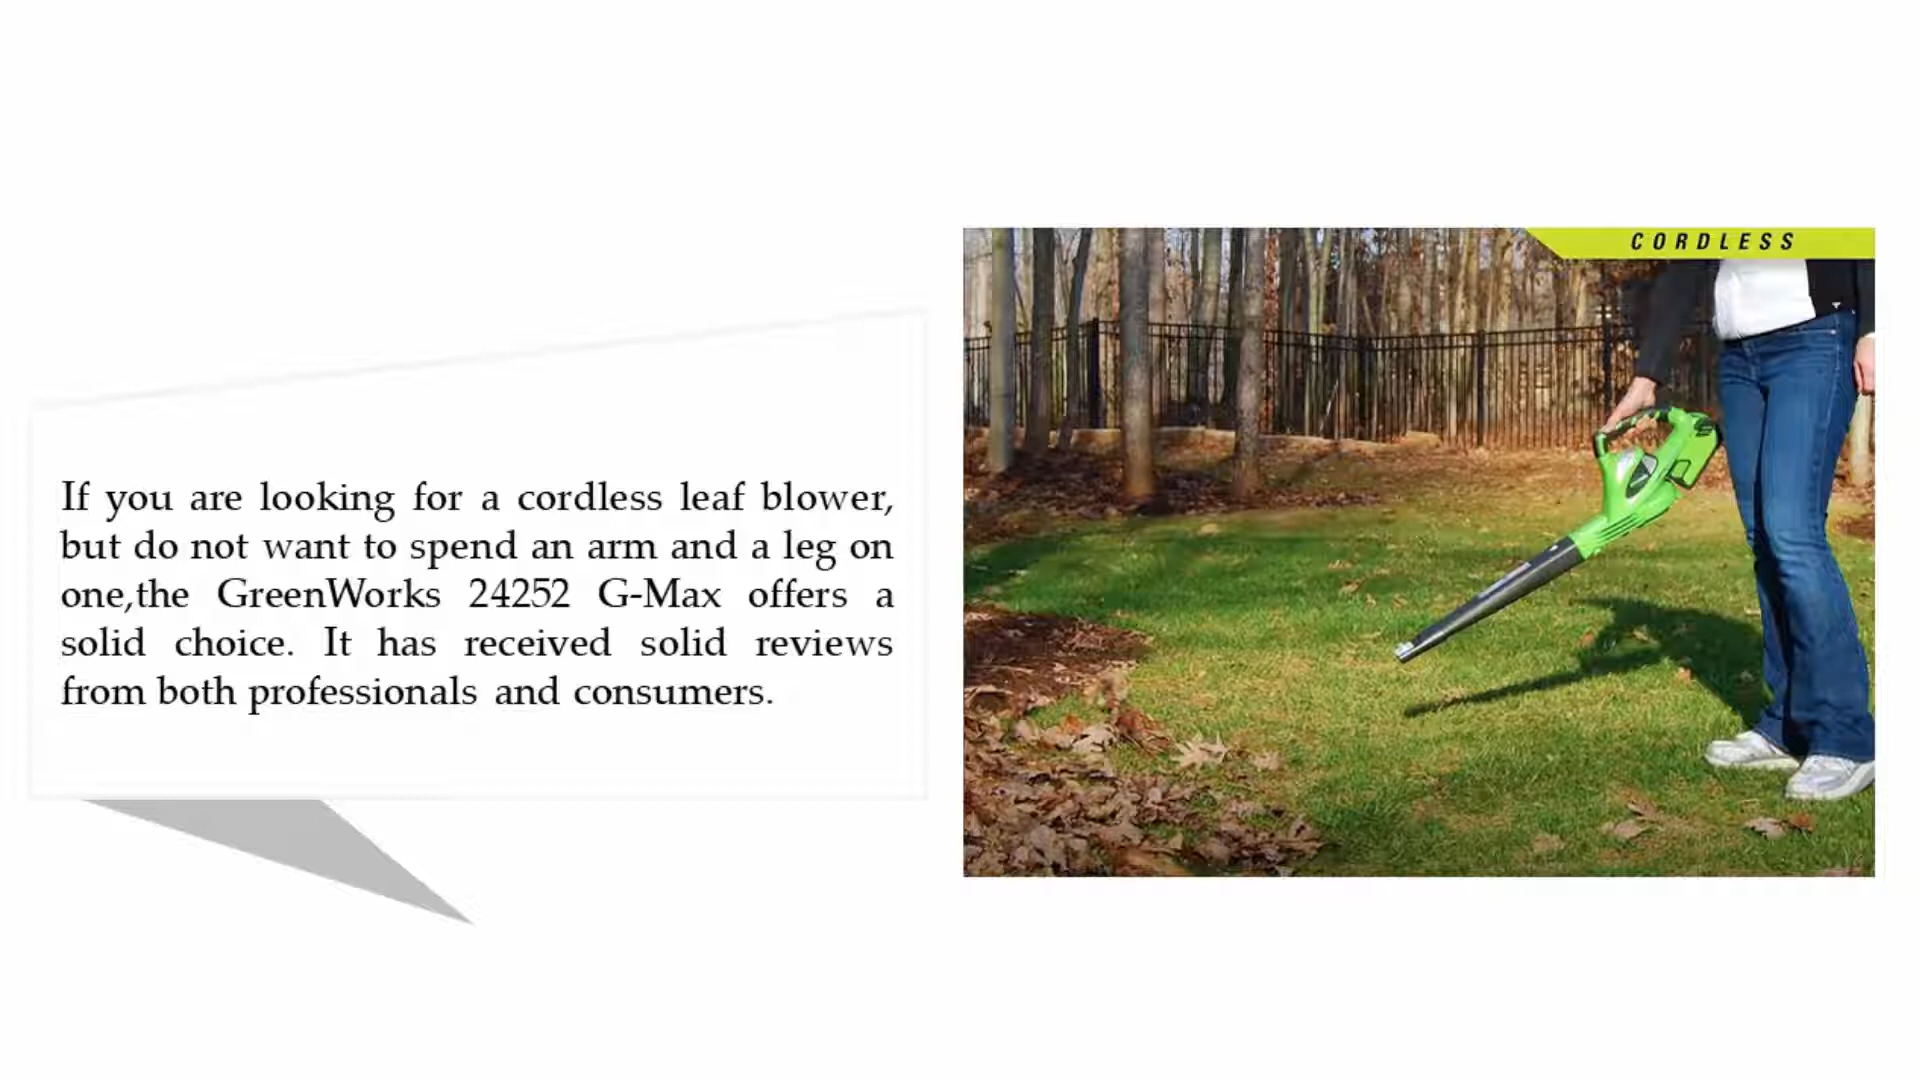 CORDLESS
If you are looking for a cordless leaf blower,
but do not want to spend an arm and a leg on
one,the GreenWorks 24252 G-Max offers a
solid choice. It has received solid reviews
from both professionals and consumers.